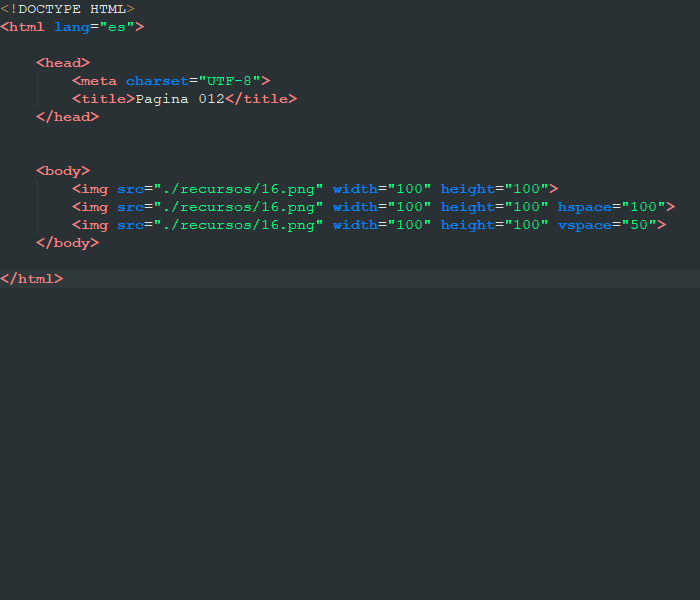 <!DOCTYPE HTML>
<html lang="es">
<head>
<meta charset="UTF-8">
<title>Pagina 012</title>
</head>
<body>
<img src="./recursos/16.png" width="100" height="100">
<img src="./recursos/16.png" width="100" height="100" hspace="100">
<img src="./recursos/16.png" width="100" height="100" vspace="50">
</body>
</html>